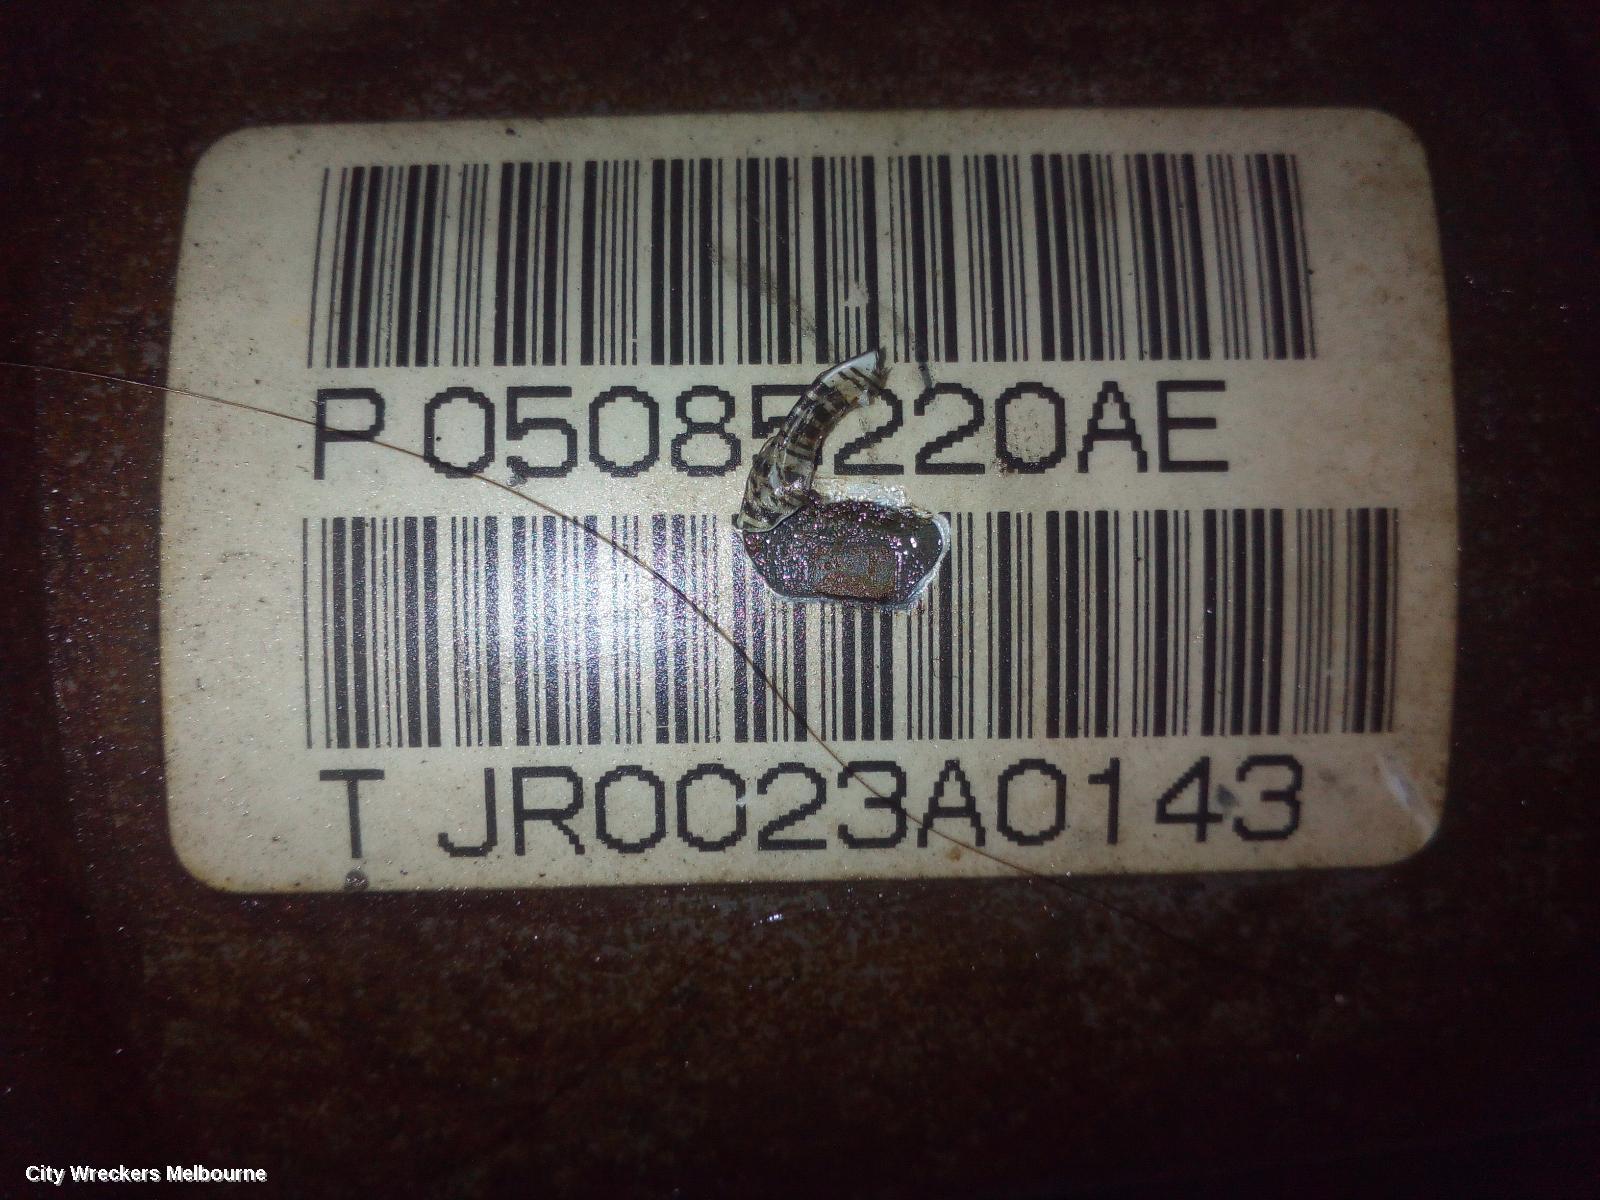 P 05085220AE
T JR0023A0143
City Wreckers Melbourne